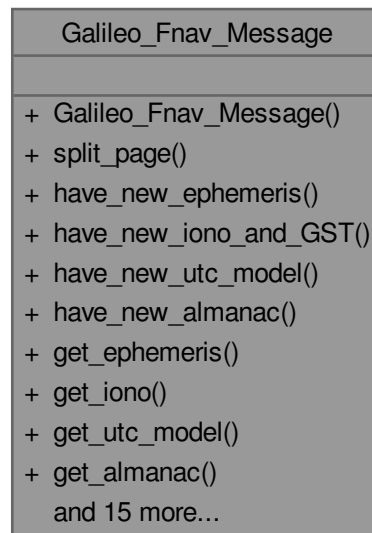 Galileo_Fnav_Message
+ Galileo_Fnav_Message()
+ split_page()
+ have_new_ephemeris()
+ have_new_iono_and_GST()
+ have_new_utc_model()
+ have_new_almanac()
+ get_ephemeris()
+ get_iono()
+ get_utc_model()
+ get_almanac()
and 15 more...